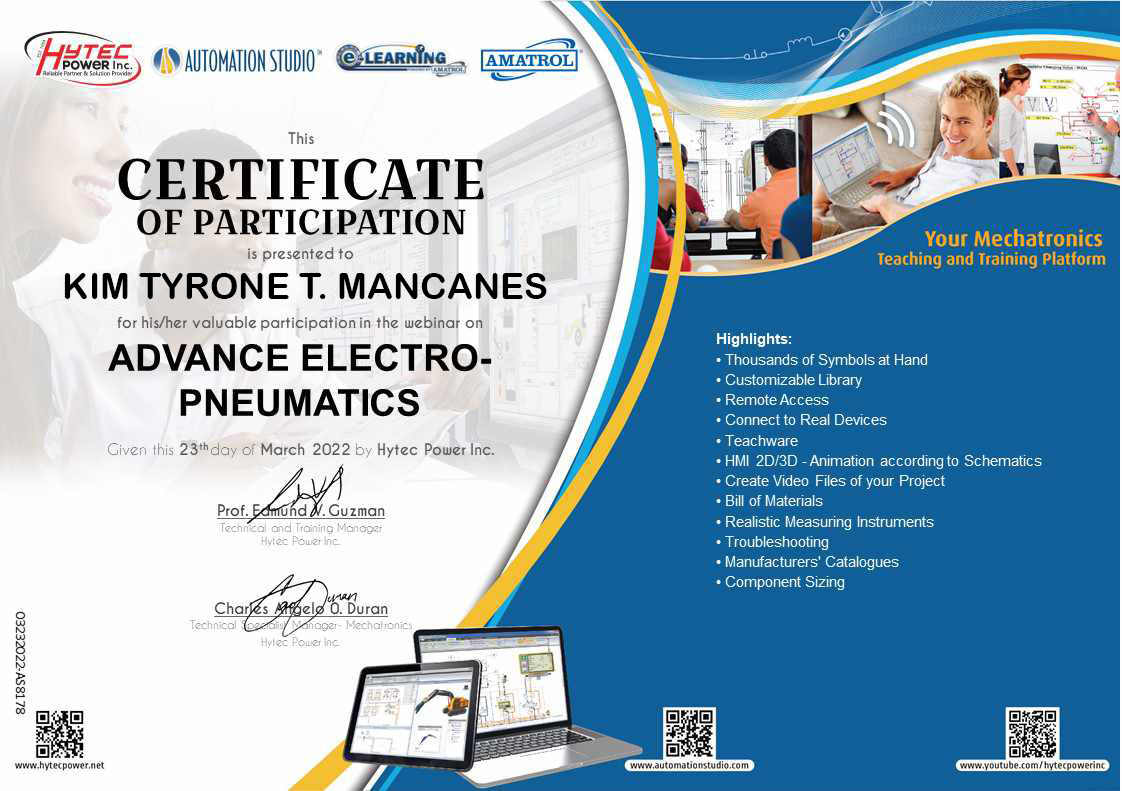 HYTEC
POWER Inc.
Reliable Partner & Solution Provider
AUTOMATION STUDIO™
e-LEARNING
AMATROL
AMATROL®
This
CERTIFICATE
OF PARTICIPATION
is presented to
KIM TYRONE T. MANCANES
for his/her valuable participation in the webinar on
ADVANCE ELECTRO-
PNEUMATICS
Given this 23th day of March 2022 by Hytec Power Inc.
Prof. Edmund V. Guzman
Technical and Training Manager
Hytec Power Inc.
Charles Angelo O. Duran
Technical Specialist Manager- Mechatronics
Hytec Power Inc.
03232022-AS8178
www.hytecpower.net
Your Mechatronics
Teaching and Training Platform
Highlights:
• Thousands of Symbols at Hand
• Customizable Library
• Remote Access
• Connect to Real Devices
• Teachware
• HMI 2D/3D - Animation according to Schematics
• Create Video Files of your Project
• Bill of Materials
• Realistic Measuring Instruments
• Troubleshooting
• Manufacturers' Catalogues
• Component Sizing
www.automationstudio.com
www.youtube.com/hytecpowerinc